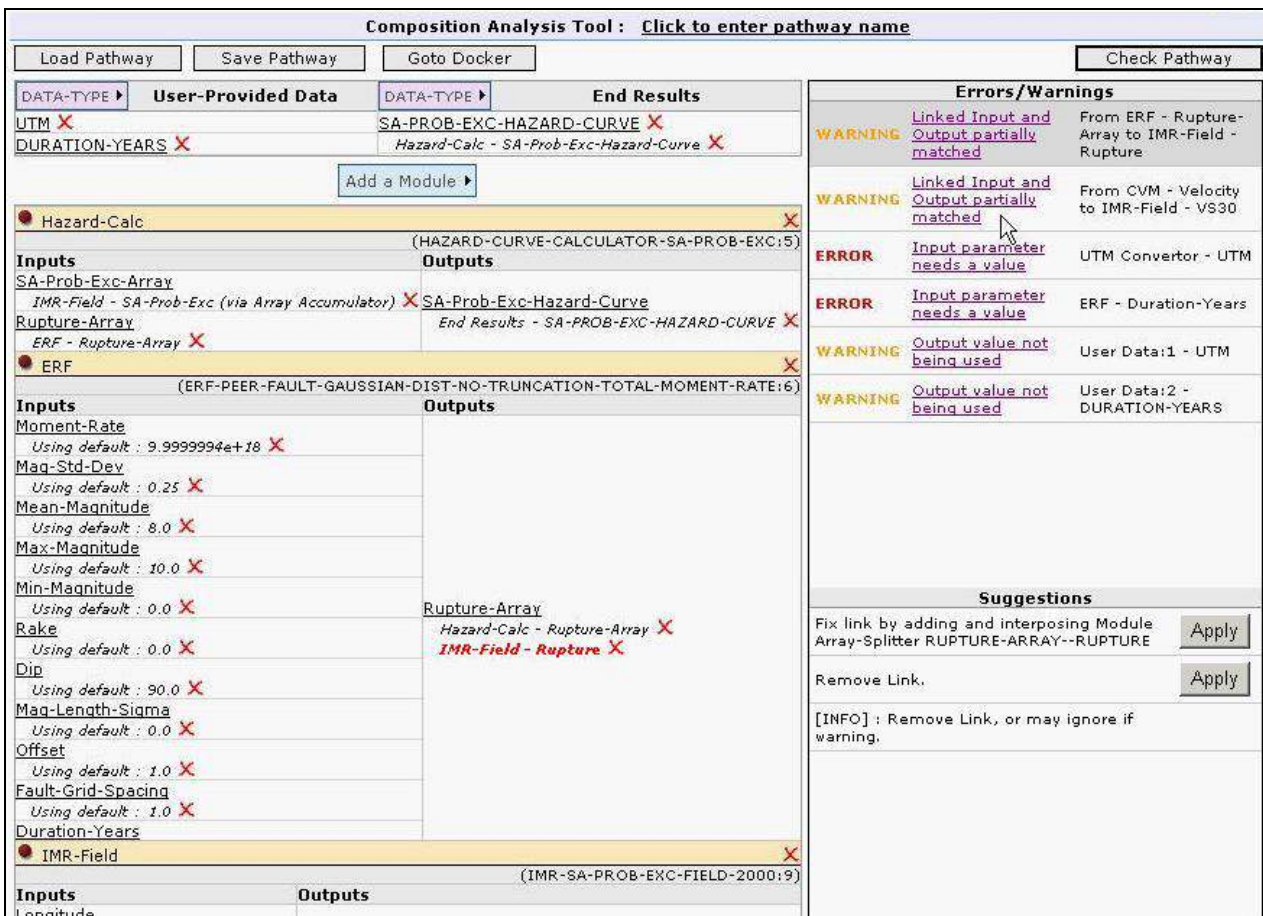 Composition Analysis Tool : Click to enter pathway name
Load Pathway
Save Pathway
Goto Docker
Check Pathway
DATA-TYPE
User-Provided Data
DATA-TYPE
End Results
UTM
DURATION-YEARS
SA-PROB-EXC-HAZARD-CURVE
Hazard-Calc - SA-Prob-Exc-Hazard-Curve
Add a Module
Hazard-Calc
(HAZARD-CURVE-CALCULATOR-SA-PROB-EXC:5)
Inputs
Outputs
SA-Prob-Exc-Array
IMR-Field - SA-Prob-Exc (via Array Accumulator)
Rupture-Array
ERF - Rupture-Array
SA-Prob-Exc-Hazard-Curve
End Results - SA-PROB-EXC-HAZARD-CURVE
ERF
(ERF-PEER-FAULT-GAUSSIAN-DIST-NO-TRUNCATION-TOTAL-MOMENT-RATE:6)
Inputs
Outputs
Moment-Rate
Using default : 9.9999994e+18
Mag-Std-Dev
Using default : 0.25
Mean-Magnitude
Using default : 8.0
Max-Magnitude
Using default : 10.0
Min-Magnitude
Using default : 0.0
Rake
Using default : 0.0
Dip
Using default : 90.0
Mag-Length-Sigma
Using default : 0.0
Offset
Using default : 1.0
Fault-Grid-Spacing
Using default : 1.0
Duration-Years
Rupture-Array
Hazard-Calc - Rupture-Array
IMR-Field - Rupture
IMR-Field
(IMR-SA-PROB-EXC-FIELD-2000:9)
Inputs
Outputs
Longitude
Errors/Warnings
WARNING
Linked Input and
Output partially
matched
From ERF - Rupture-
Array to IMR-Field -
Rupture
WARNING
Linked Input and
Output partially
matched
From CVM - Velocity
to IMR-Field - VS30
ERROR
Input parameter
needs a value
UTM Convertor - UTM
ERROR
Input parameter
needs a value
ERF - Duration-Years
WARNING
Output value not
being used
User Data:1 - UTM
WARNING
Output value not
being used
User Data:2 -
DURATION-YEARS
Suggestions
Fix link by adding and interposing Module
Array-Splitter RUPTURE-ARRAY--RUPTURE
Apply
Remove Link.
Apply
[INFO] : Remove Link, or may ignore if
warning.